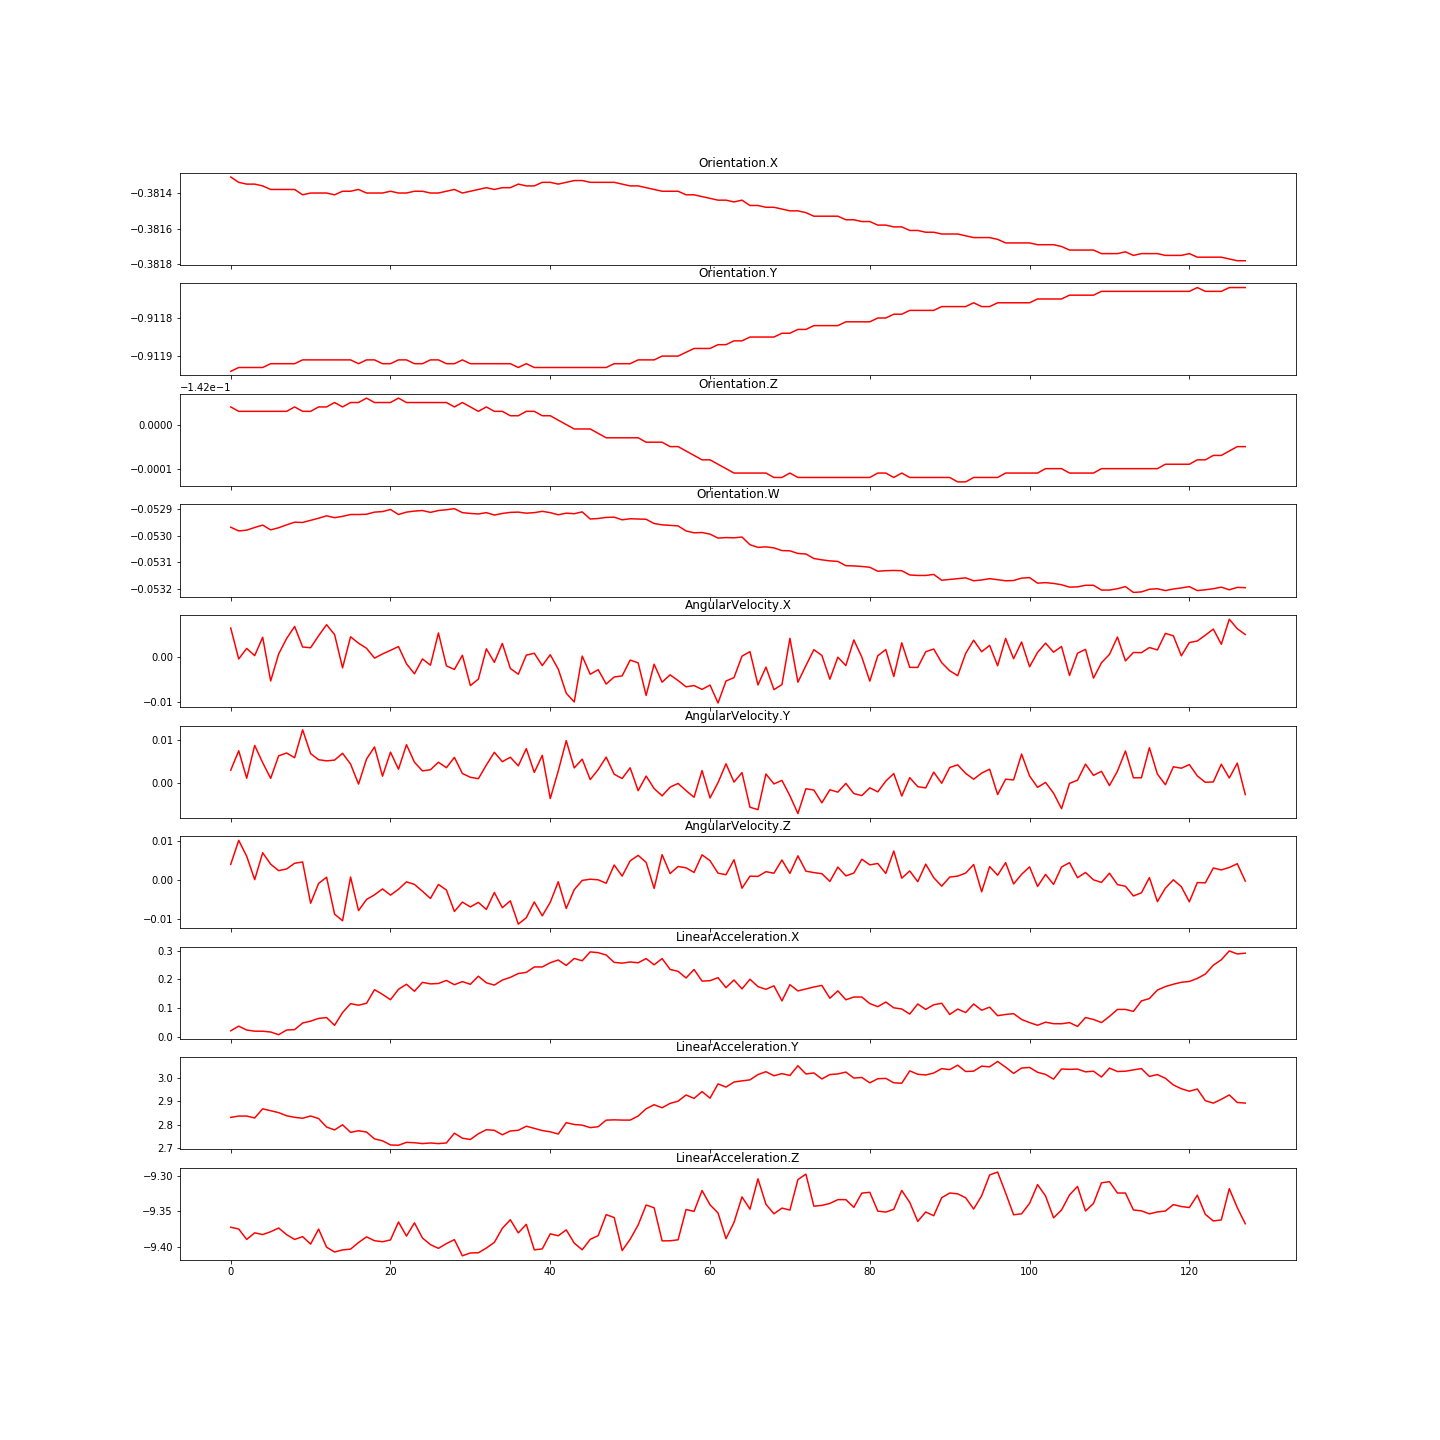 Orientation.X
−0.3814
−0.3816
−0.3818
Orientation.Y
−0.9118
−0.9119
−1.42e−1
Orientation.Z
0.0000
−0.0001
Orientation.W
−0.0529
−0.0530
−0.0531
−0.0532
AngularVelocity.X
0.00
−0.01
AngularVelocity.Y
0.01
0.00
AngularVelocity.Z
0.01
0.00
−0.01
LinearAcceleration.X
0.3
0.2
0.1
0.0
LinearAcceleration.Y
3.0
2.9
2.8
2.7
LinearAcceleration.Z
−9.30
−9.35
−9.40
0 20 40 60 80 100 120